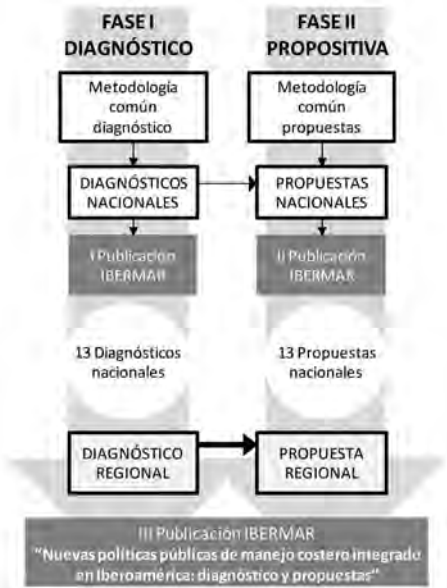 FASE I
DIAGNÓSTICO
FASE II
PROPOSITIVA
Metodología
común
diagnóstico
Metodología
común
propuestas
DIAGNÓSTICOS
NACIONALES
PROPUESTAS
NACIONALES
I Publicación
IBERMAR
II Publicación
IBERMAR
13 Diagnósticos
nacionales
13 Propuestas
nacionales
DIAGNÓSTICO
REGIONAL
PROPUESTA
REGIONAL
III Publicación IBERMAR
“Nuevas políticas públicas de manejo costero integrado
en Iberoamérica: diagnóstico y propuestas“